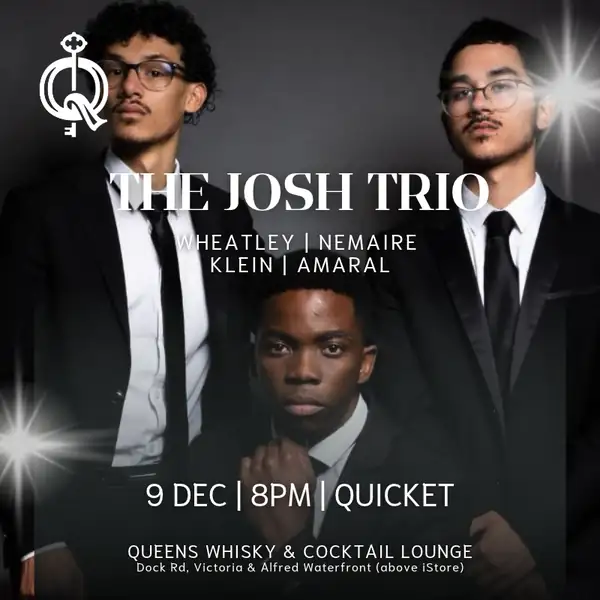 Q
THE JOSH TRIO
WHEATLEY | NEMAIRE
KLEIN | AMARAL
9 DEC | 8PM | QUICKET
QUEENS WHISKY & COCKTAIL LOUNGE
Dock Rd, Victoria & Alfred Waterfront (above iStore)